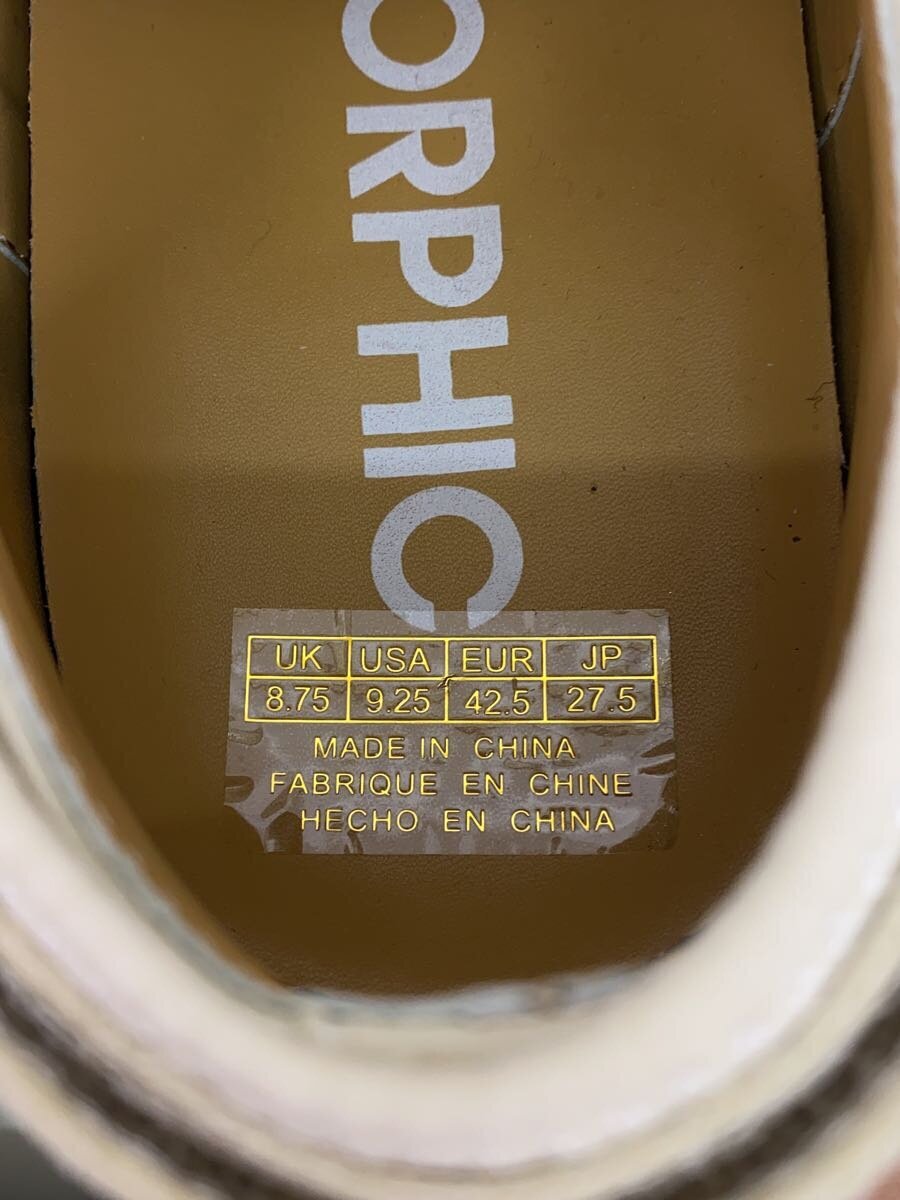 ORPHIC
UK USA EUR JP
8.75 9.25 42.5 27.5
MADE IN CHINA
FABRIQUE EN CHINE
HECHO EN CHINA